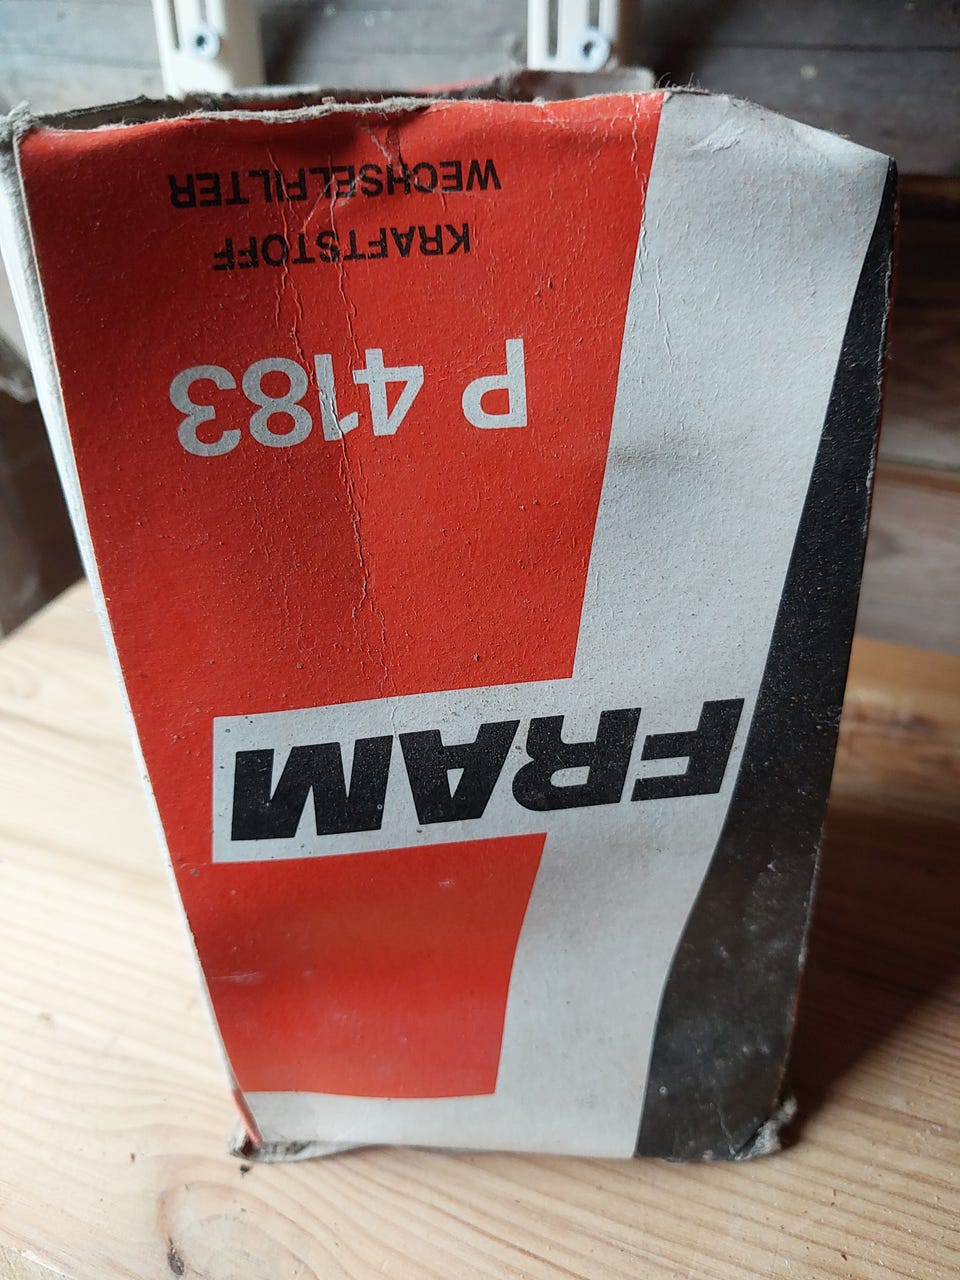 FRAM
P 4183
KRAFTSTOFF
WECHSELFILTER